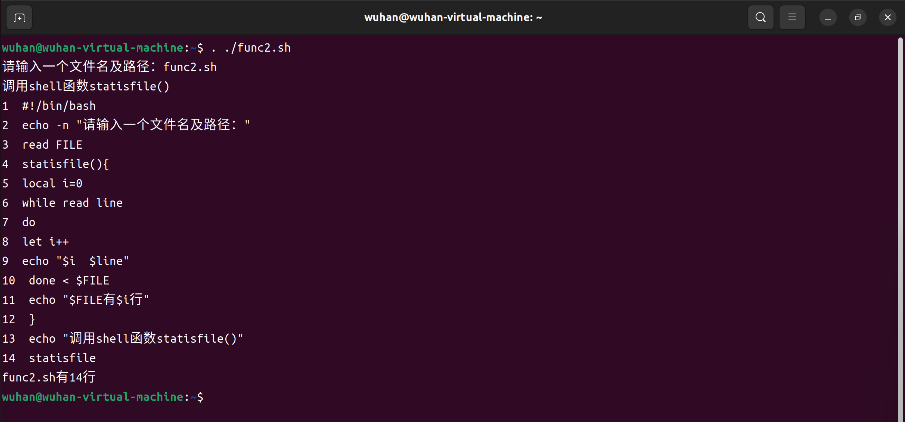 wuhan@wuhan-virtual-machine: ~
wuhan@wuhan-virtual-machine:~$ . ./func2.sh
请输入一个文件名及路径：func2.sh
调用shell函数statisfile()
1  #!/bin/bash
2  echo -n "请输入一个文件名及路径："
3  read FILE
4  statisfile(){
5  local i=0
6  while read line
7  do
8  let i++
9  echo "$i  $line"
10  done < $FILE
11  echo "$FILE有$i行"
12  }
13  echo "调用shell函数statisfile()"
14  statisfile
func2.sh有14行
wuhan@wuhan-virtual-machine:~$